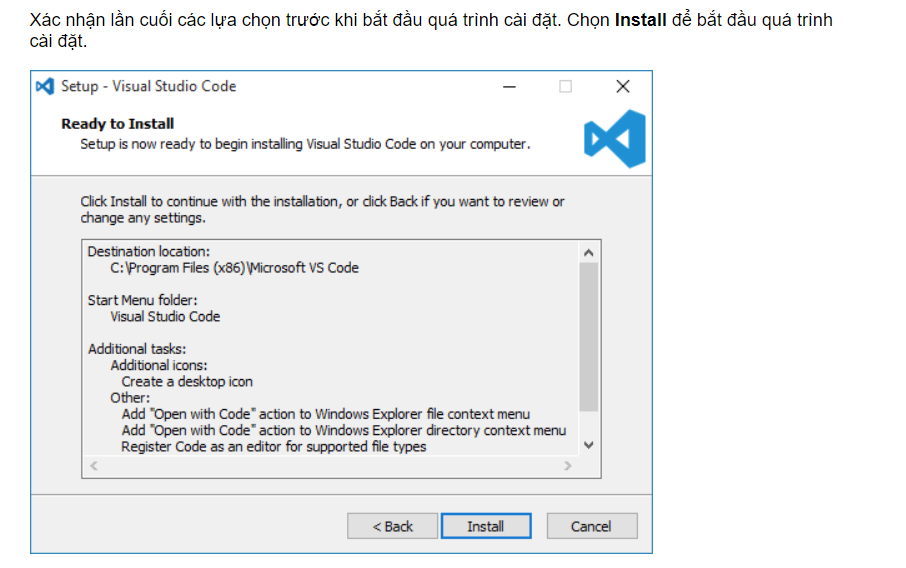 Xác nhận lần cuối các lựa chọn trước khi bắt đầu quá trình cài đặt. Chọn Install để bắt đầu quá trình
cài đặt.
Setup - Visual Studio Code
Ready to Install
Setup is now ready to begin installing Visual Studio Code on your computer.
Click Install to continue with the installation, or click Back if you want to review or
change any settings.
Destination location:
C:\Program Files (x86)\Microsoft VS Code
Start Menu folder:
Visual Studio Code
Additional tasks:
Additional icons:
Create a desktop icon
Other:
Add "Open with Code" action to Windows Explorer file context menu
Add "Open with Code" action to Windows Explorer directory context menu
Register Code as an editor for supported file types
< Back Install Cancel